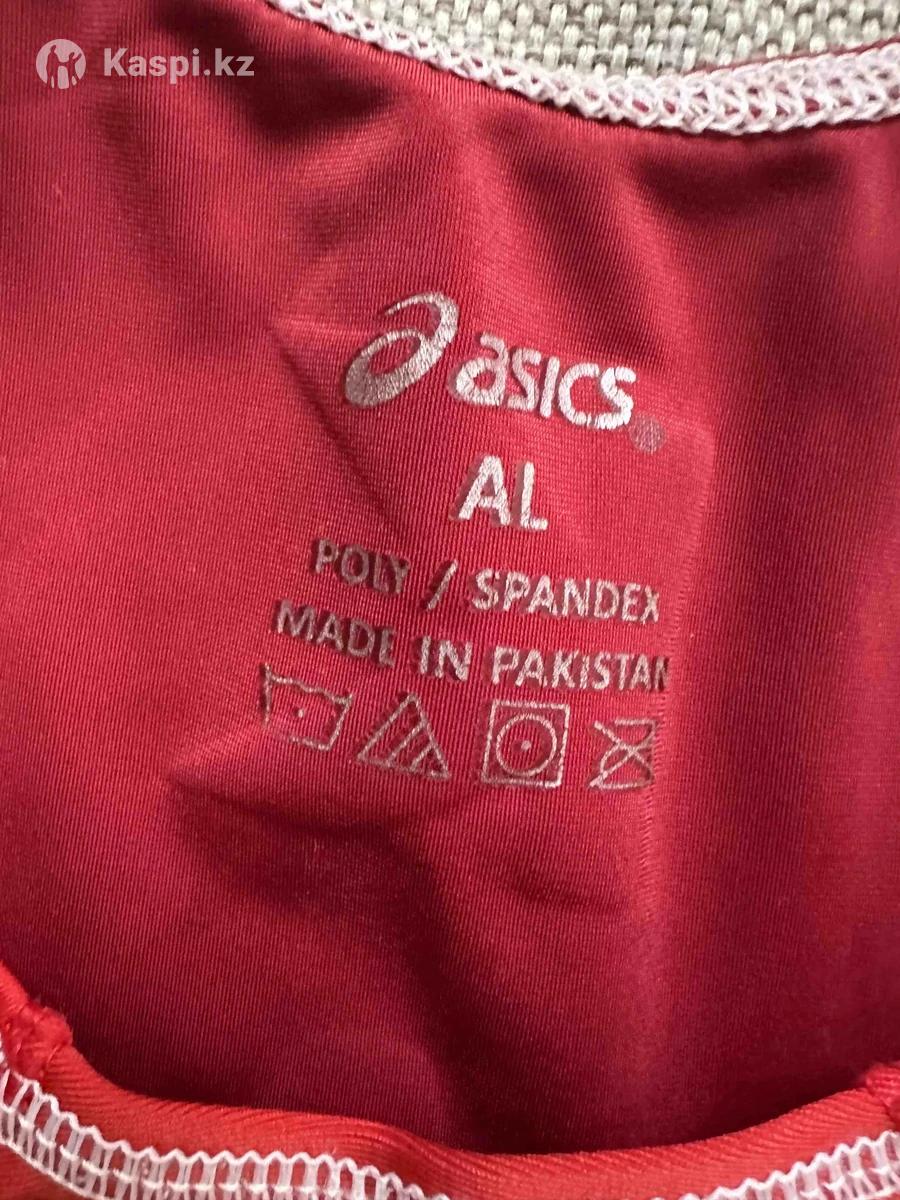 Kaspi.kz
asics
AL
POLY / SPANDEX
MADE IN PAKISTAN